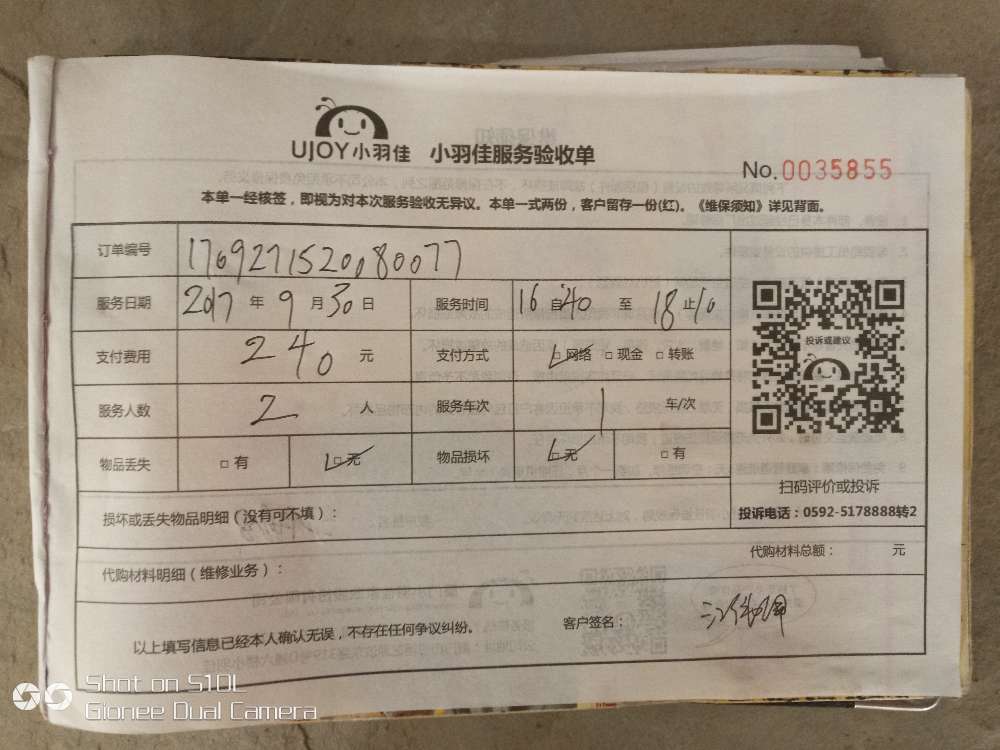 UJOY小羽佳 小羽佳服务验收单
No.0035855
本单一经核签，即视为对本次服务验收无异议。本单一式两份，客户留存一份(红)。《维保须知》详见背面。
订单编号 1769271520080077
服务日期 2017 年 9 月 30 日 服务时间 16 自 40 至 18 止 10
支付费用 240 元 支付方式 □网络 □现金 □转账
服务人数 2 人 服务车次 1 车/次
物品丢失 □有 □无 物品损坏 □无 □有
投诉或建议
扫码评价或投诉
投诉电话：0592-5178888转2
损坏或丢失物品明细（没有可不填）：
代购材料明细（维修业务）：
代购材料总额： 元
以上填写信息已经本人确认无误，不存在任何争议纠纷。
客户签名：
Shot on S10L
Gionee Dual Camera